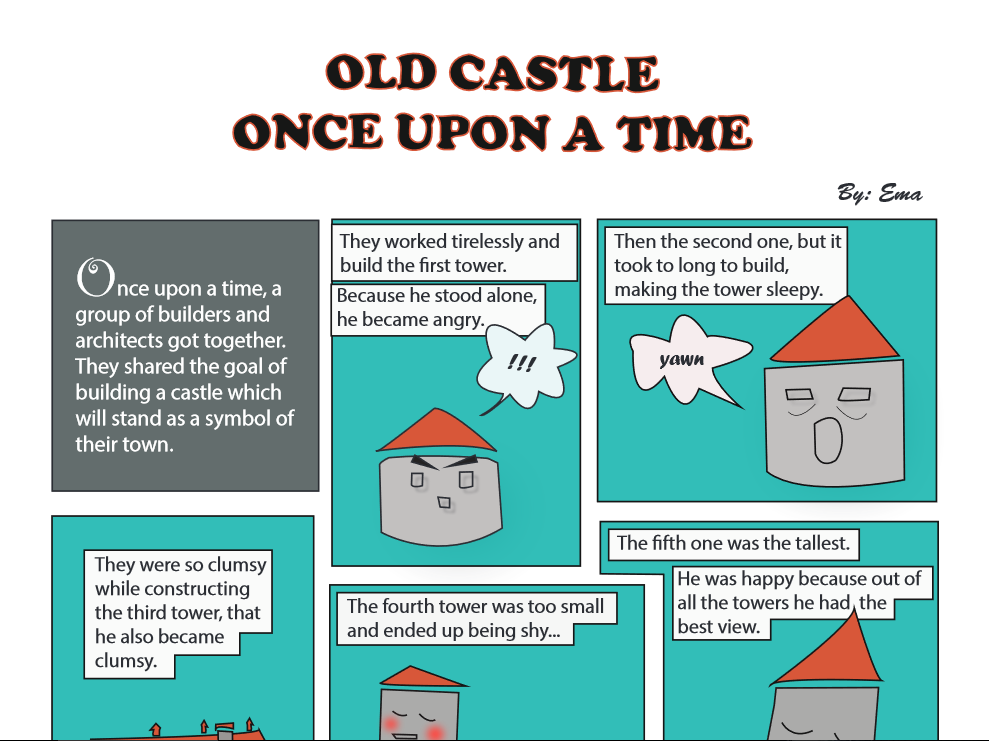 OLD CASTLE
ONCE UPON A TIME
By: Ema
Once upon a time, a
group of builders and
architects got together.
They shared the goal of
building a castle which
will stand as a symbol of
their town.
They worked tirelessly and
build the first tower.
Because he stood alone,
he became angry.
!!!
Then the second one, but it
took to long to build,
making the tower sleepy.
yawn
They were so clumsy
while constructing
the third tower, that
he also became
clumsy.
The fourth tower was too small
and ended up being shy...
The fifth one was the tallest.
He was happy because out of
all the towers he had, the
best view.